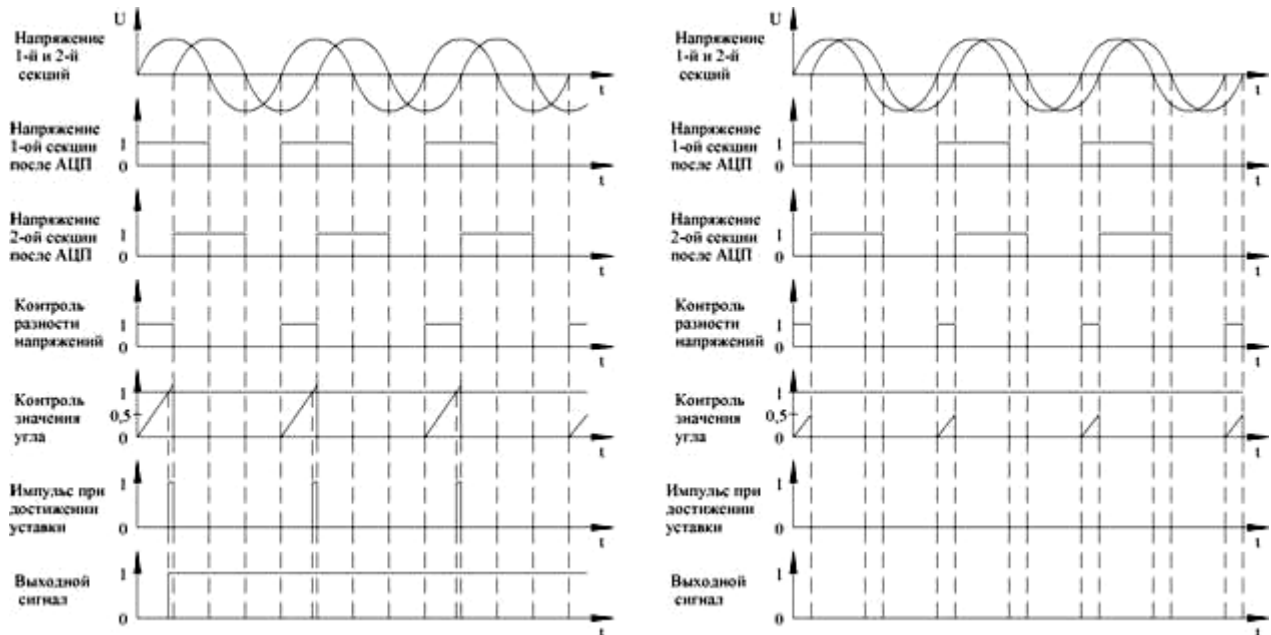 U
Напряжение
1-й и 2-й
секций
t
Напряжение
1-ой секции
после АЦП
1
0
t
Напряжение
2-ой секции
после АЦП
1
0
t
Контроль
разности
напряжений
1
0
t
Контроль
значения
угла
1
0,5
0
t
Импульс при
достижении
уставки
1
0
t
Выходной
сигнал
1
0
t
U
Напряжение
1-й и 2-й
секций
t
Напряжение
1-ой секции
после АЦП
1
0
t
Напряжение
2-ой секции
после АЦП
1
0
t
Контроль
разности
напряжений
1
0
t
Контроль
значения
угла
1
0,5
0
t
Импульс при
достижении
уставки
1
0
t
Выходной
сигнал
1
0
t